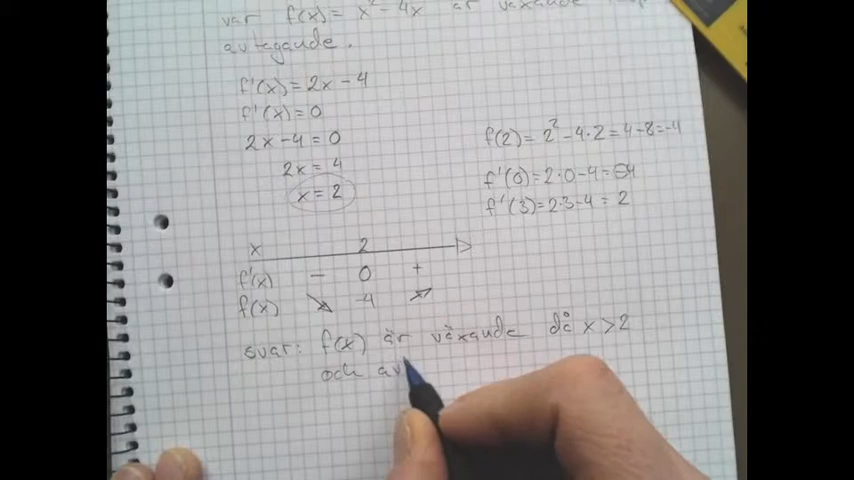 var f(x) = x² - 4x är växande resp
avtagande.
f'(x) = 2x - 4
f'(x) = 0
2x - 4 = 0
2x = 4
x = 2
f(2) = 2² - 4·2 = 4 - 8 = -4
f'(0) = 2·0 - 4 = -4
f'(3) = 2·3 - 4 = 2
x 2
f'(x) - 0 +
f(x) ↘ -4 ↗
svar: f(x) är växande då x > 2
och av